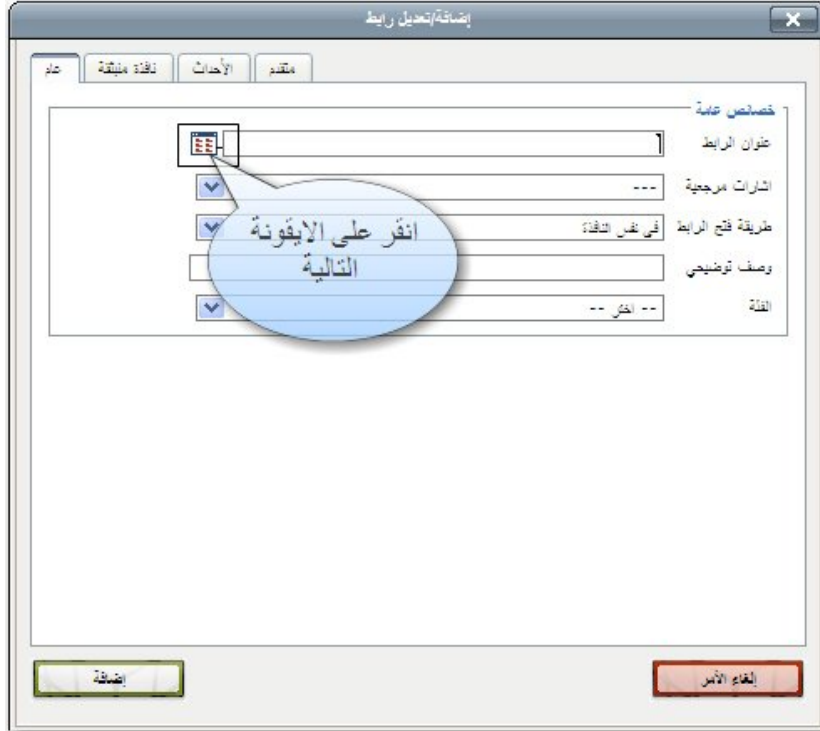 إضافة/تعديل رابط
عام
نافذة منبثقة
الأحداث
متقدم
خصائص عامة
عنوان الرابط
اشارات مرجعية
---
طريقة فتح الرابط
في نفس النافذة
وصف توضيحي
الفئة
-- اختر --
انقر على الايقونة
التالية
إلغاء الأمر
إضافة